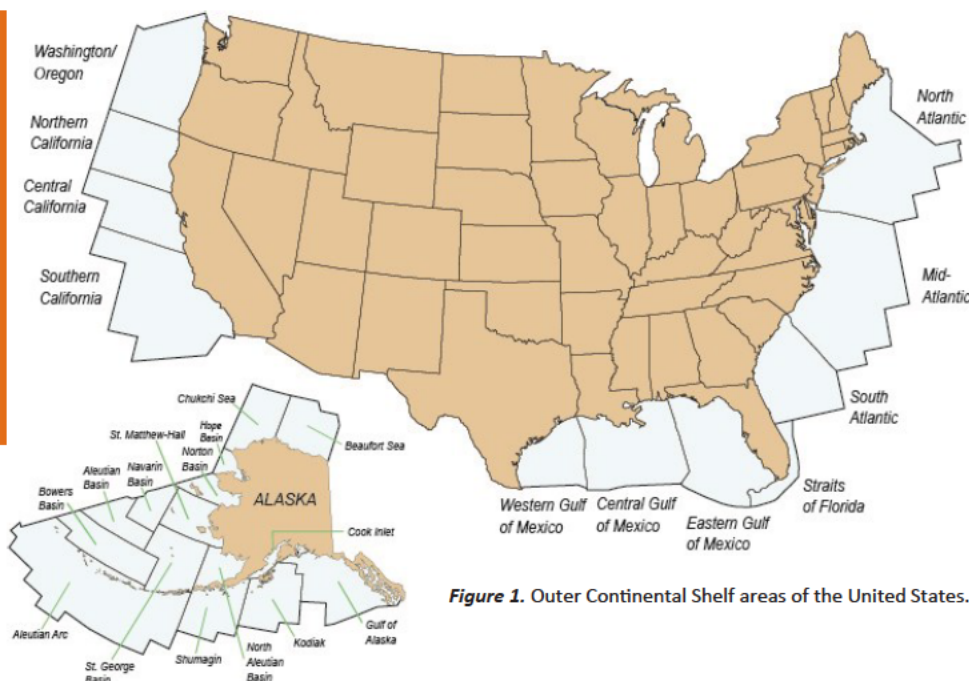 Washington/
Oregon
Northern
California
Central
California
Southern
California
North
Atlantic
Mid-
Atlantic
South
Atlantic
Straits
of Florida
Eastern Gulf
of Mexico
Central Gulf
of Mexico
Western Gulf
of Mexico
Chukchi Sea
Beaufort Sea
Hope
Basin
St. Matthew-Hall
Norton
Basin
Navarin
Basin
Aleutian
Basin
Bowers
Basin
ALASKA
Cook Inlet
Aleutian Arc
St. George
Basin
Shumagin
North
Aleutian
Basin
Kodiak
Gulf of
Alaska
Figure 1. Outer Continental Shelf areas of the United States.